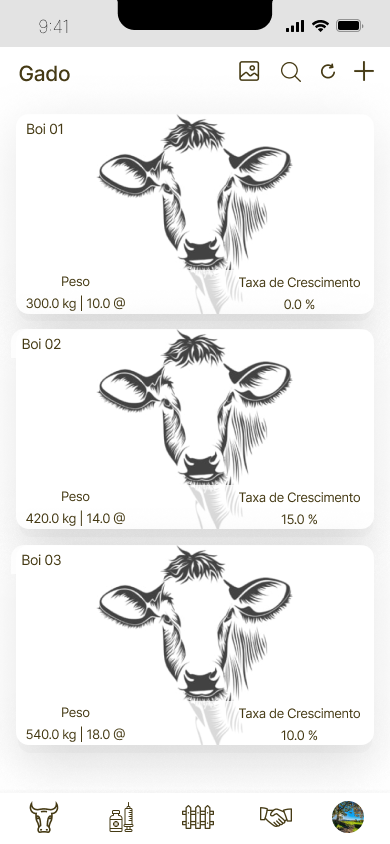 9:41
Gado
Boi 01
Peso
Taxa de Crescimento
300.0 kg | 10.0 @
0.0 %
Boi 02
Peso
Taxa de Crescimento
420.0 kg | 14.0 @
15.0 %
Boi 03
Peso
Taxa de Crescimento
540.0 kg | 18.0 @
10.0 %